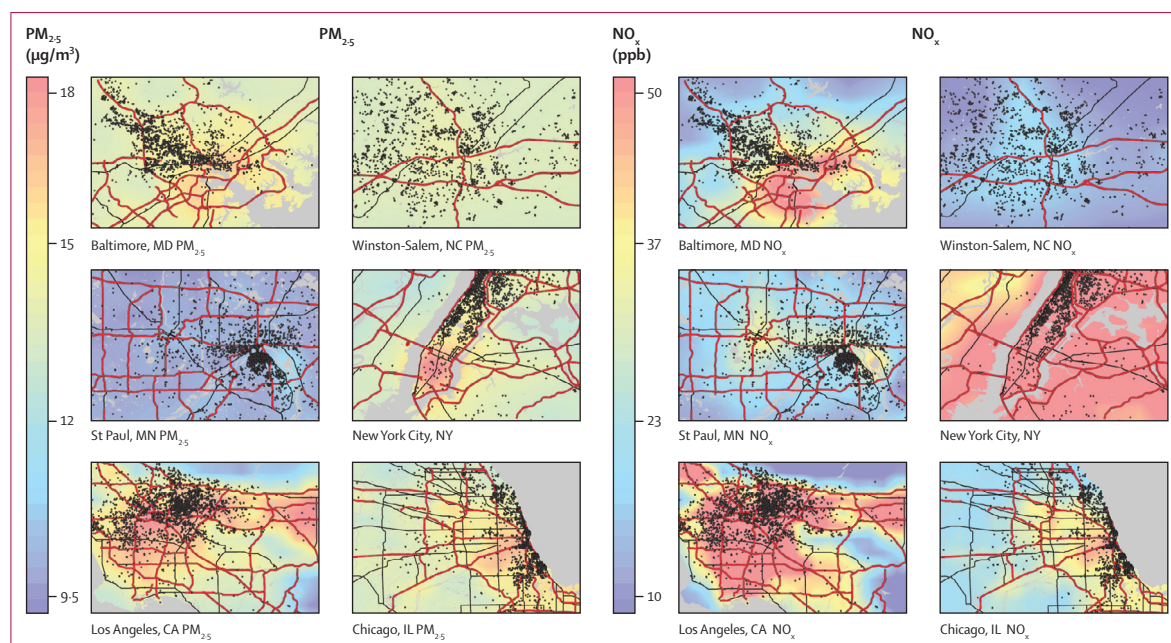 PM₂·₅
(µg/m³)
PM₂·₅
NOₓ
(ppb)
NOₓ
18
15
12
9·5
50
37
23
10
Baltimore, MD PM₂·₅
Winston-Salem, NC PM₂·₅
Baltimore, MD NOₓ
Winston-Salem, NC NOₓ
St Paul, MN PM₂·₅
New York City, NY
St Paul, MN NOₓ
New York City, NY
Los Angeles, CA PM₂·₅
Chicago, IL PM₂·₅
Los Angeles, CA NOₓ
Chicago, IL NOₓ